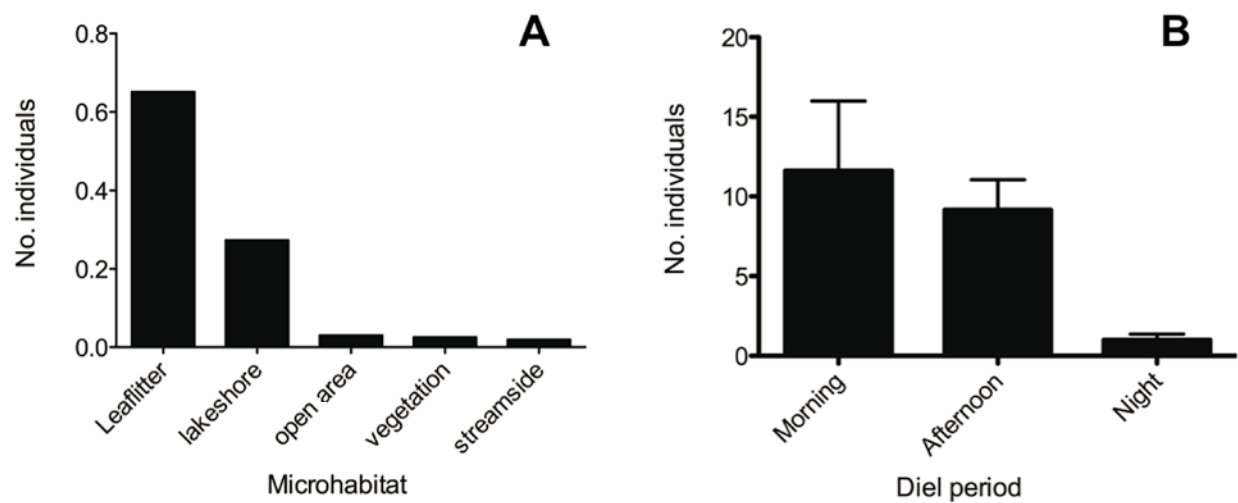 A
No. individuals
0.8
0.6
0.4
0.2
0.0
Leaflitter
lakeshore
open area
vegetation
streamside
Microhabitat
B
No. individuals
20
15
10
5
0
Morning
Afternoon
Night
Diel period